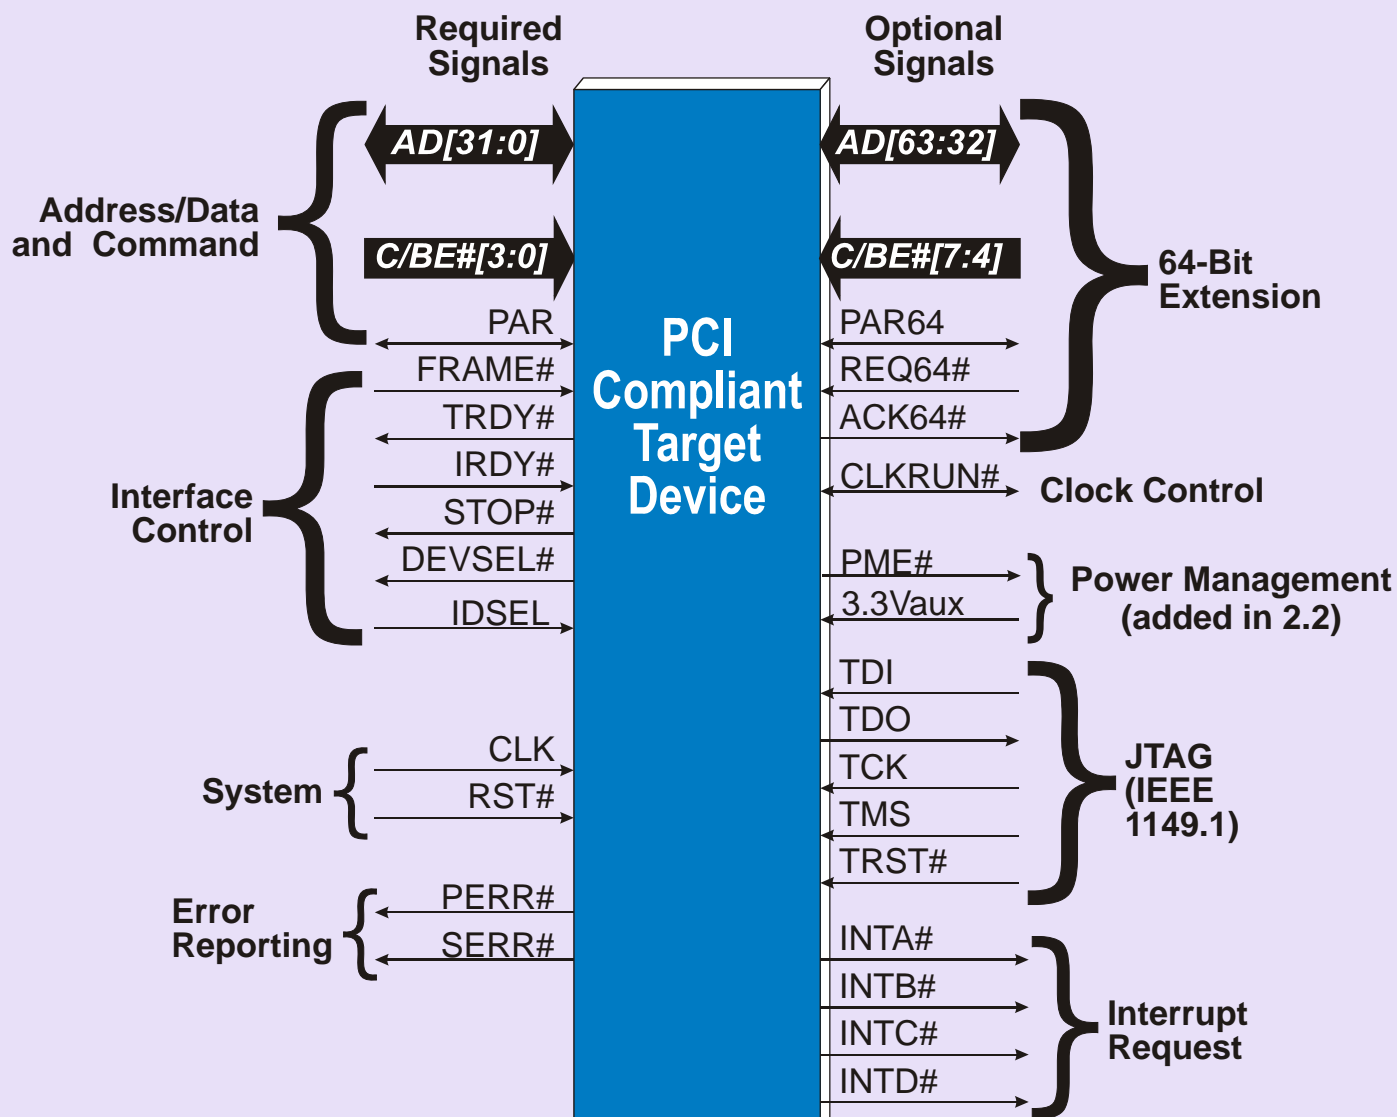 Required
Signals
Optional
Signals
Address/Data
and Command
AD[31:0]
C/BE#[3:0]
PAR
Interface
Control
FRAME#
TRDY#
IRDY#
STOP#
DEVSEL#
IDSEL
System
CLK
RST#
Error
Reporting
PERR#
SERR#
PCI
Compliant
Target
Device
AD[63:32]
C/BE#[7:4]
PAR64
REQ64#
ACK64#
64-Bit
Extension
CLKRUN#
Clock Control
PME#
3.3Vaux
Power Management
(added in 2.2)
TDI
TDO
TCK
TMS
TRST#
JTAG
(IEEE
1149.1)
INTA#
INTB#
INTC#
INTD#
Interrupt
Request